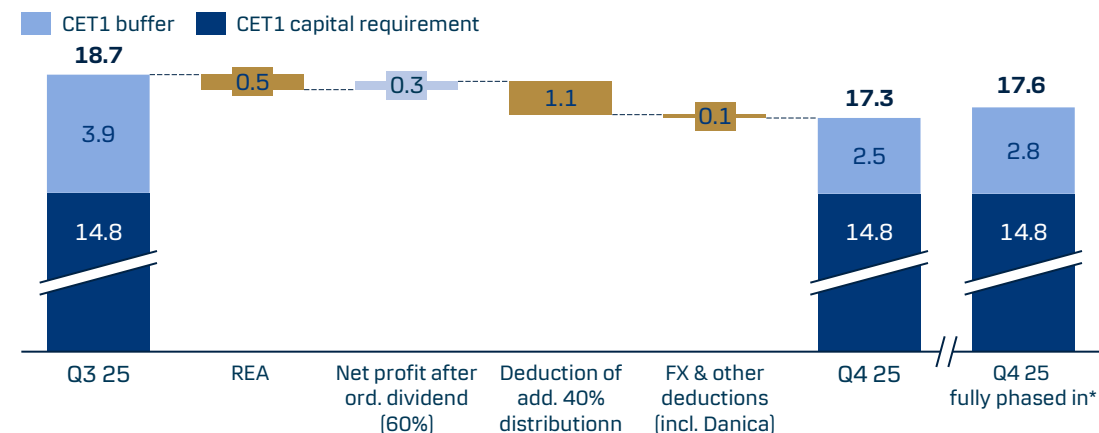 CET1 buffer CET1 capital requirement
18.7
0.5
0.3
1.1
0.1
17.3
17.6
3.9
2.5
2.8
14.8
14.8
14.8
Q3 25
REA
Net profit after
ord. dividend
(60%)
Deduction of
add. 40%
distributionn
FX & other
deductions
(incl. Danica)
Q4 25
Q4 25
fully phased in*